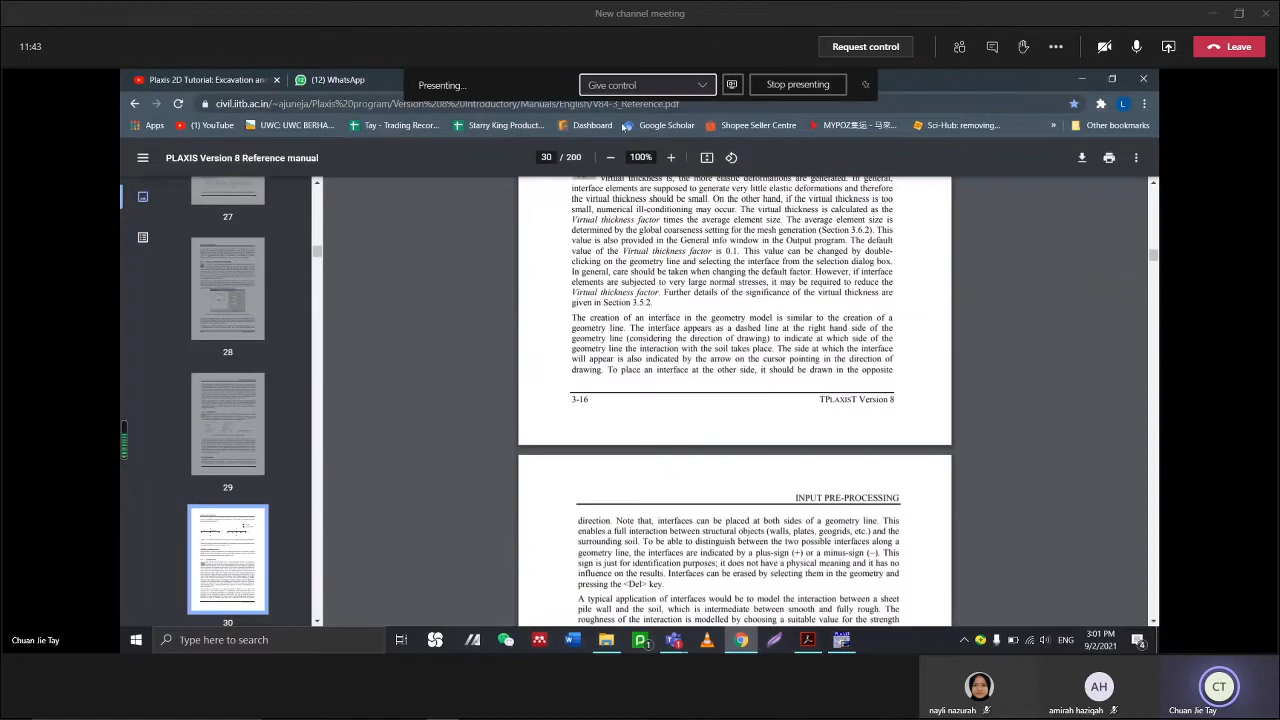 New channel meeting
11:43
Request control
Leave
Plaxis 2D Tutorial: Excavation an
(12) WhatsApp
Presenting...
Give control
Stop presenting
civil.iitb.ac.in/~ajuneja/Plaxis%20program/Version%208%20Introductory/Manuals/English/V84-3_Reference.pdf
L
Apps
(1) YouTube
UWC: UWC BERHA...
Tay - Trading Recor...
Starry King Product...
Dashboard
Google Scholar
Shopee Seller Centre
MYPOZ集运 - 马来...
Sci-Hub: removing...
»
Other bookmarks
PLAXIS Version 8 Reference manual
30 / 200
100%
27
28
29
30
virtual thickness is, the more elastic deformations are generated. In general,
interface elements are supposed to generate very little elastic deformations and therefore
the virtual thickness should be small. On the other hand, if the virtual thickness is too
small, numerical ill-conditioning may occur. The virtual thickness is calculated as the
Virtual thickness factor times the average element size. The average element size is
determined by the global coarseness setting for the mesh generation (Section 3.6.2). This
value is also provided in the General info window in the Output program. The default
value of the Virtual thickness factor is 0.1. This value can be changed by double-
clicking on the geometry line and selecting the interface from the selection dialog box.
In general, care should be taken when changing the default factor. However, if interface
elements are subjected to very large normal stresses, it may be required to reduce the
Virtual thickness factor. Further details of the significance of the virtual thickness are
given in Section 3.5.2.
The creation of an interface in the geometry model is similar to the creation of a
geometry line. The interface appears as a dashed line at the right hand side of the
geometry line (considering the direction of drawing) to indicate at which side of the
geometry line the interaction with the soil takes place. The side at which the interface
will appear is also indicated by the arrow on the cursor pointing in the direction of
drawing. To place an interface at the other side, it should be drawn in the opposite
3-16
TPLAXIST Version 8
INPUT PRE-PROCESSING
direction. Note that, interfaces can be placed at both sides of a geometry line. This
enables a full interaction between structural objects (walls, plates, geogrids, etc.) and the
surrounding soil. To be able to distinguish between the two possible interfaces along a
geometry line, the interfaces are indicated by a plus-sign (+) or a minus-sign (–). This
sign is just for identification purposes; it does not have a physical meaning and it has no
influence on the results. Interfaces can be erased by selecting them in the geometry and
pressing the <Del> key.
A typical application of interfaces would be to model the interaction between a sheet
pile wall and the soil, which is intermediate between smooth and fully rough. The
roughness of the interaction is modelled by choosing a suitable value for the strength
Chuan Jie Tay
Type here to search
ENG
3:01 PM
9/2/2021
4
AH
CT
nayli nazurah
amirah haziqah
Chuan Jie Tay